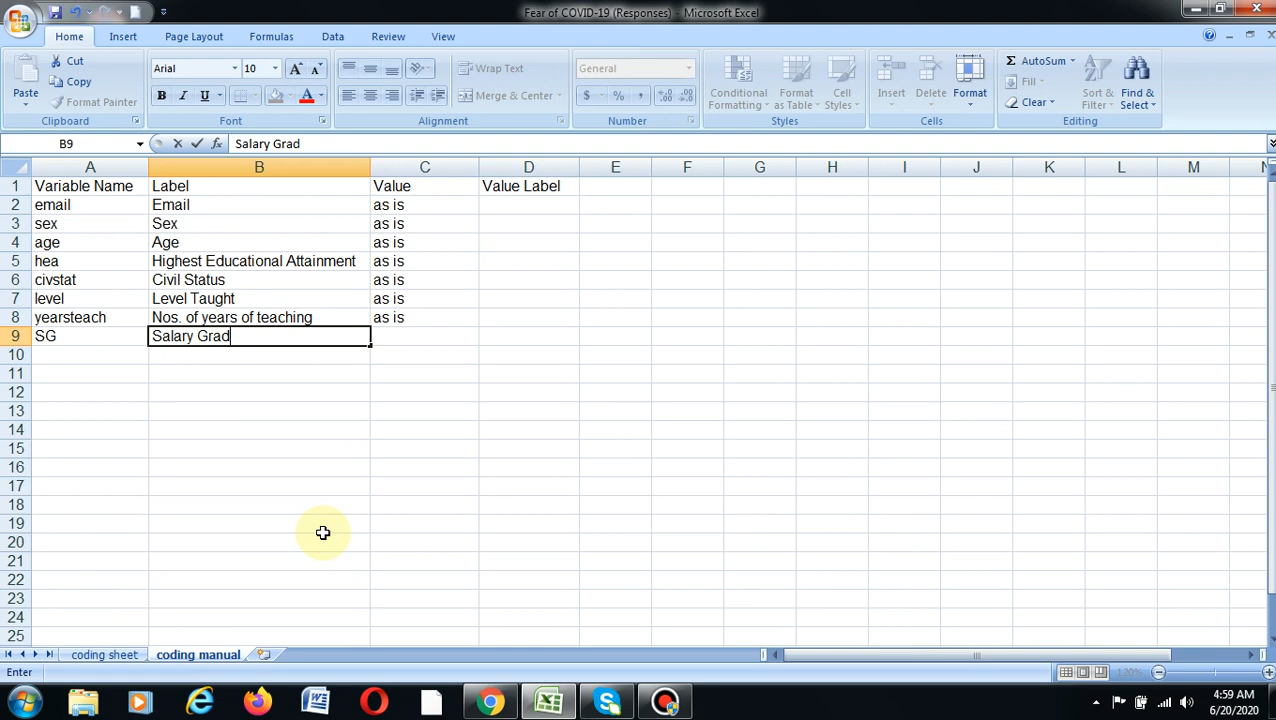 Fear of COVID-19 (Responses) - Microsoft Excel
Home Insert Page Layout Formulas Data Review View
Cut
Copy
Format Painter
Paste
Clipboard
Arial 10
B I U
Font
Wrap Text
Merge & Center
Alignment
General
$ % ,
Number
Conditional Formatting
Format as Table
Cell Styles
Styles
Insert Delete Format
Cells
Σ AutoSum
Fill
Clear
Sort & Filter
Find & Select
Editing
B9 fx Salary Grad
A B C D E F G H I J K L M N
1 Variable Name Label Value Value Label
2 email Email as is
3 sex Sex as is
4 age Age as is
5 hea Highest Educational Attainment as is
6 civstat Civil Status as is
7 level Level Taught as is
8 yearsteach Nos. of years of teaching as is
9 SG Salary Grad
10
11
12
13
14
15
16
17
18
19
20
21
22
23
24
25
coding sheet coding manual
Enter 120%
4:59 AM
6/20/2020